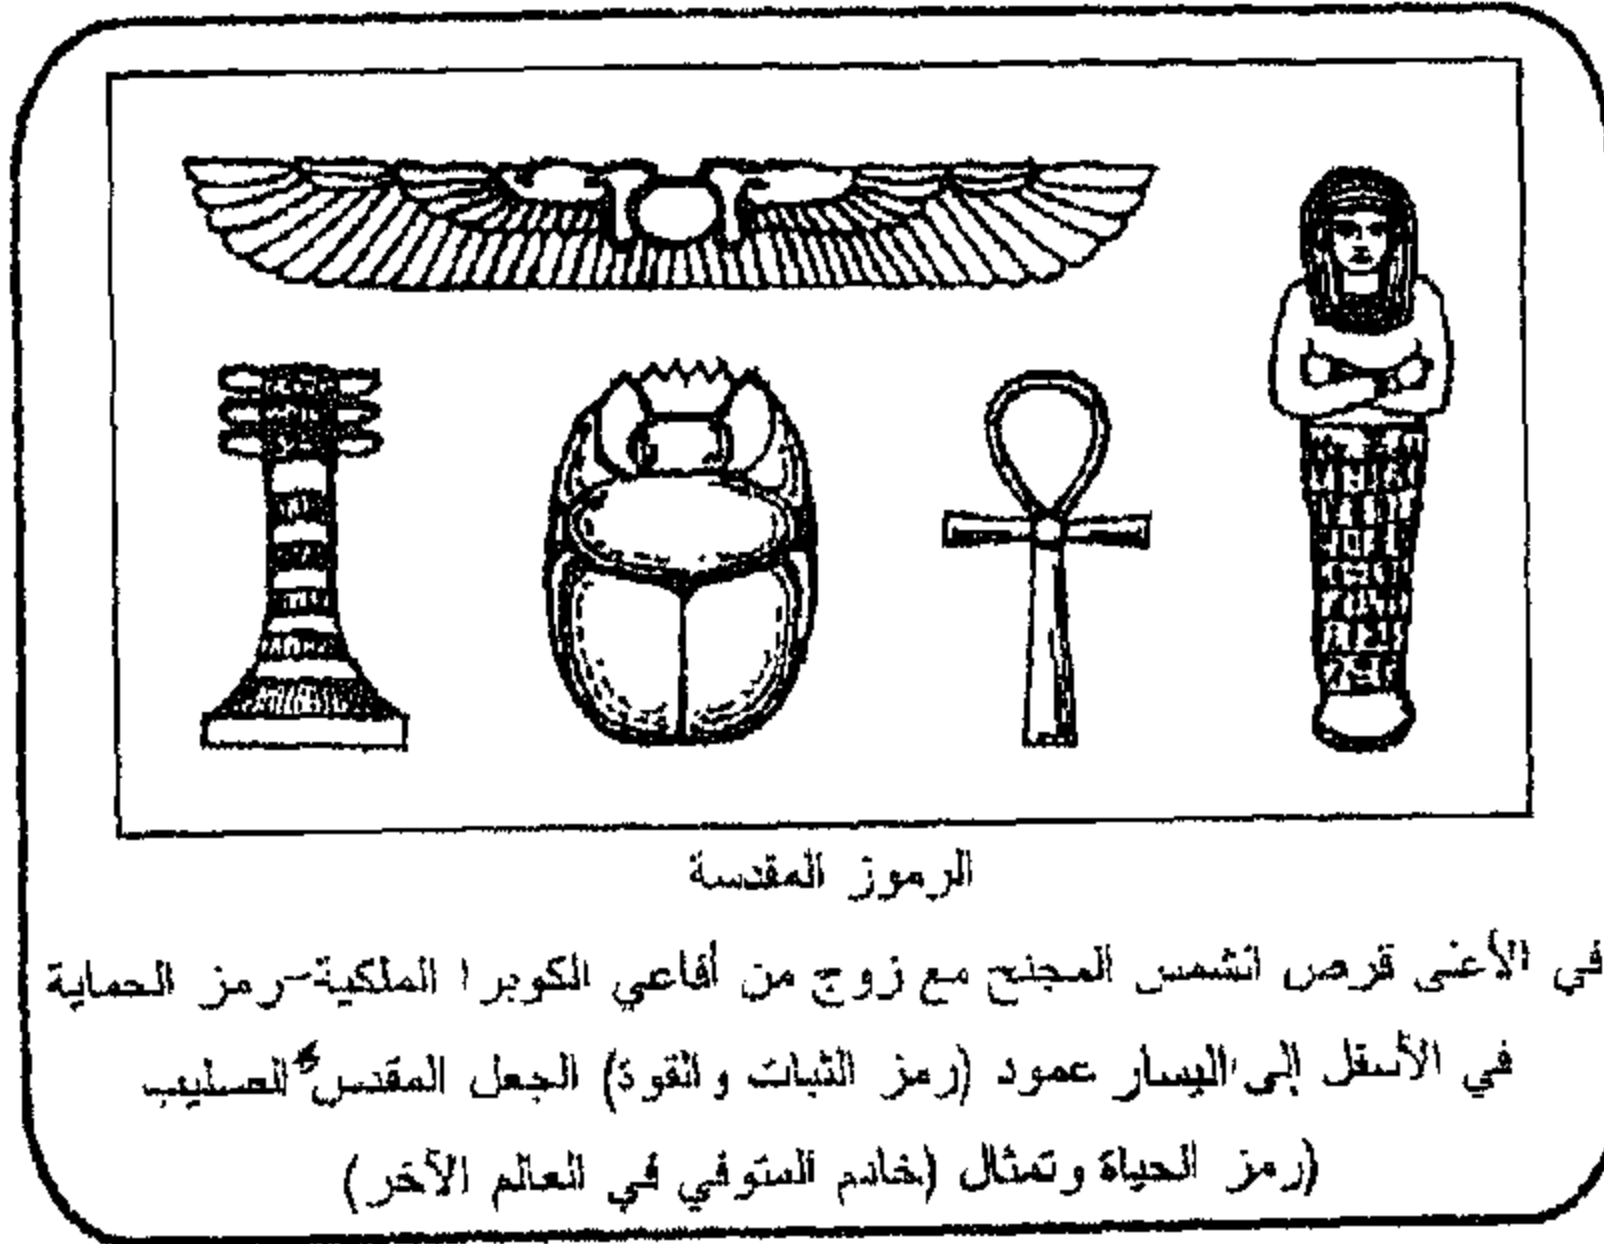 الرموز المقدسة
في الأعلى قرص الشمس المجنح مع زوج من أفاعي الكوبرا الملكية-رمز الحماية
في الأسفل إلى اليسار عمود (رمز الثبات والقوة) الجعل المقدس الصليب
(رمز الحياة وتمثال (خادم المتوفي في العالم الآخر)